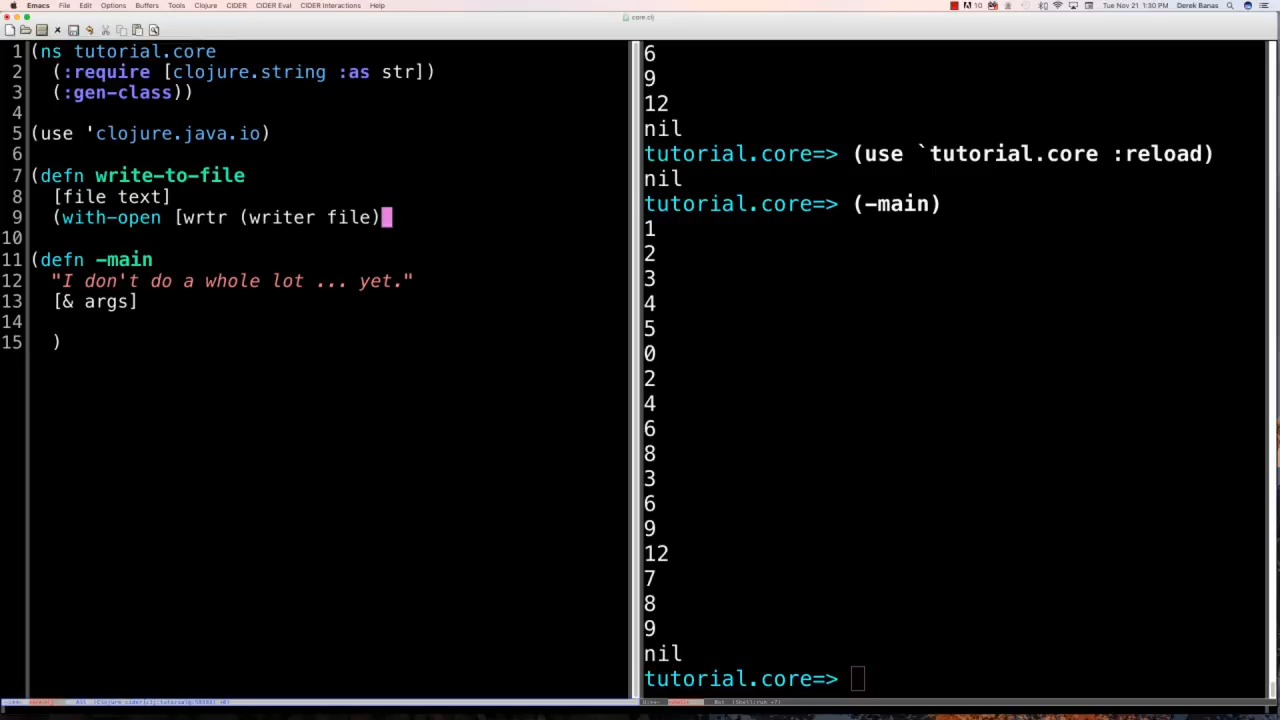 Emacs File Edit Options Buffers Tools Clojure CIDER CIDER Eval CIDER Interactions Help 10 Tue Nov 21 1:30 PM Derek Banas
core.clj
1 (ns tutorial.core
2 (:require [clojure.string :as str])
3 (:gen-class))
4
5 (use 'clojure.java.io)
6
7 (defn write-to-file
8 [file text]
9 (with-open [wrtr (writer file)
10
11 (defn -main
12 "I don't do a whole lot ... yet."
13 [& args]
14
15 )
6
9
12
nil
tutorial.core=> (use `tutorial.core :reload)
nil
tutorial.core=> (-main)
1
2
3
4
5
0
2
4
6
8
3
6
9
12
7
8
9
nil
tutorial.core=>